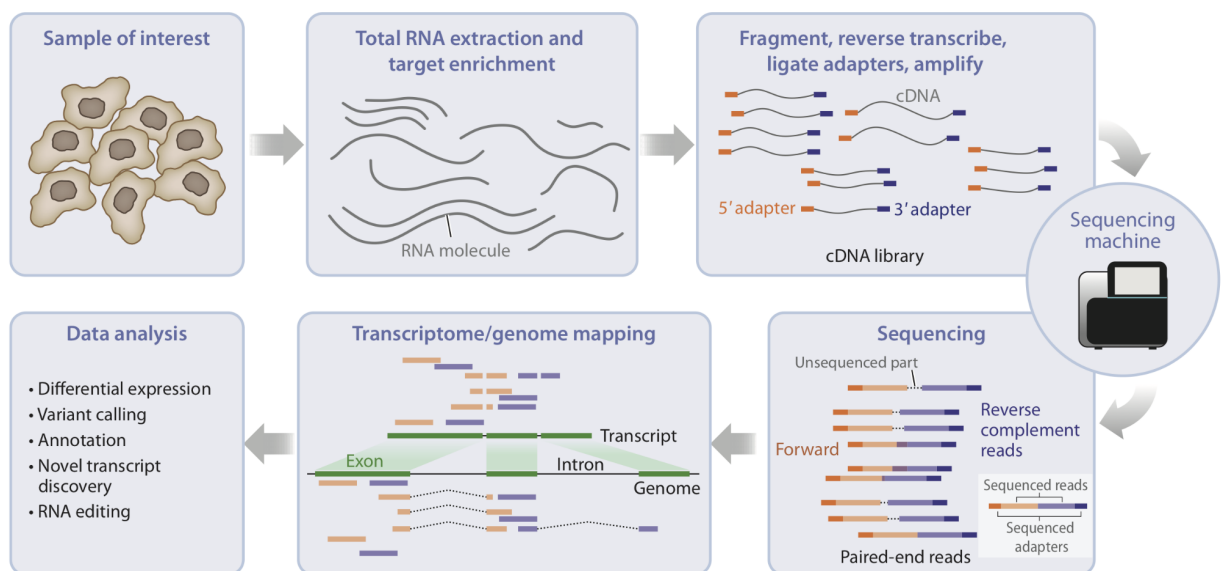 Sample of interest
Total RNA extraction and
target enrichment
RNA molecule
Fragment, reverse transcribe,
ligate adapters, amplify
cDNA
5′ adapter
3′ adapter
cDNA library
Sequencing
machine
Sequencing
Unsequenced part
Reverse
complement
reads
Forward
Sequenced reads
Sequenced
adapters
Paired-end reads
Transcriptome/genome mapping
Transcript
Exon
Intron
Genome
Data analysis
• Differential expression
• Variant calling
• Annotation
• Novel transcript
discovery
• RNA editing